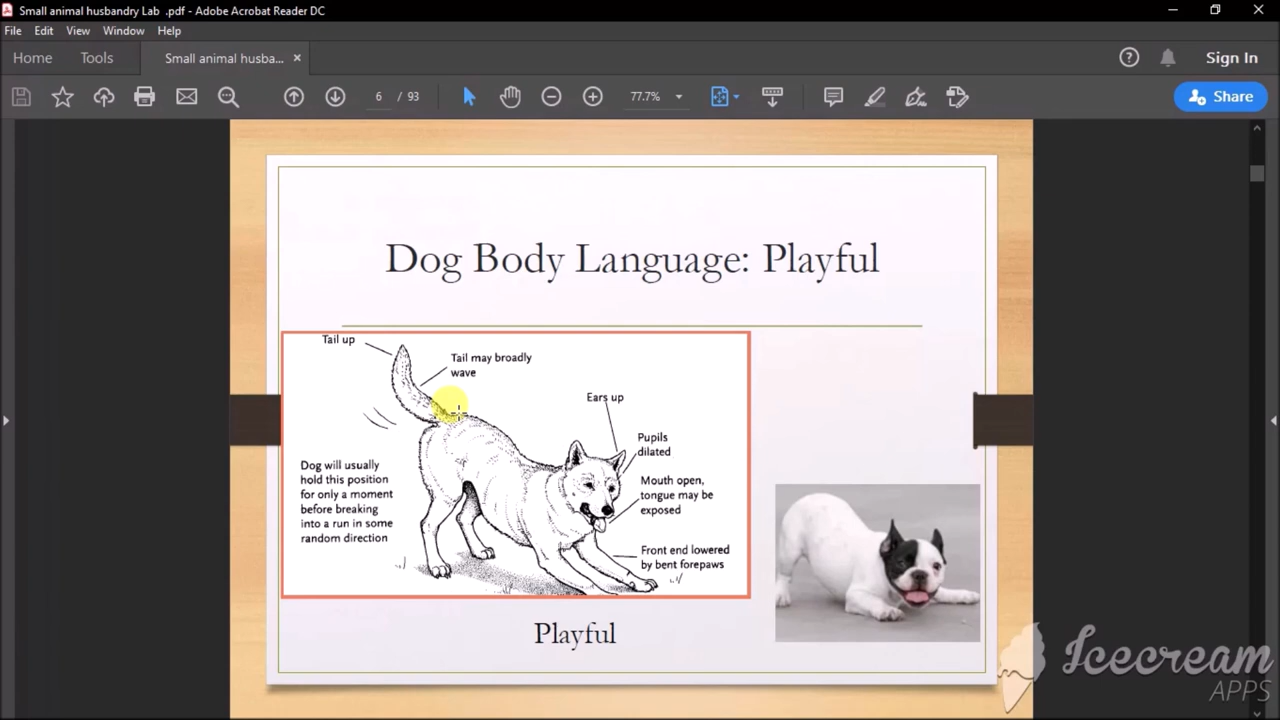 Small animal husbandry Lab .pdf - Adobe Acrobat Reader DC
File Edit View Window Help
Home Tools Small animal husba... Sign In
6 / 93 77.7% Share
Dog Body Language: Playful
Tail up
Tail may broadly
wave
Ears up
Pupils
dilated
Dog will usually
hold this position
for only a moment
before breaking
into a run in some
random direction
Mouth open,
tongue may be
exposed
Front end lowered
by bent forepaws
Playful
Icecream
APPS